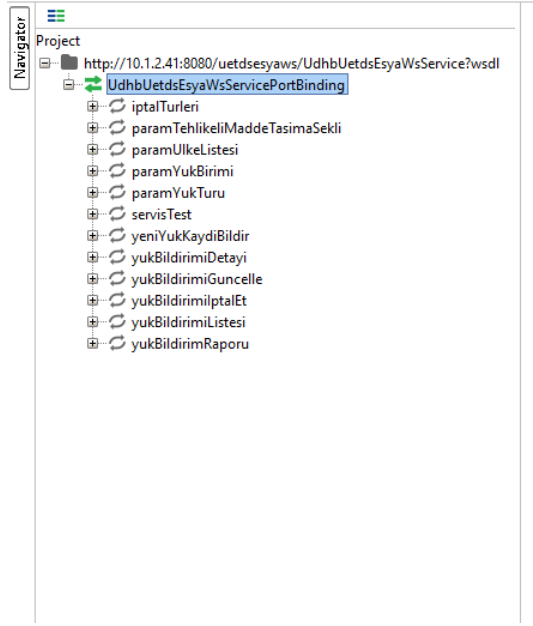 Navigator
Project
http://10.1.2.41:8080/uetdsesyaws/UdhbUetdsEsyaWsService?wsdl
UdhbUetdsEsyaWsServicePortBinding
iptalTurleri
paramTehlikeliMaddeTasimaSekli
paramUlkeListesi
paramYukBirimi
paramYukTuru
servisTest
yeniYukKaydiBildir
yukBildirimiDetayi
yukBildirimiGuncelle
yukBildirimiIptalEt
yukBildirimiListesi
yukBildirimRaporu